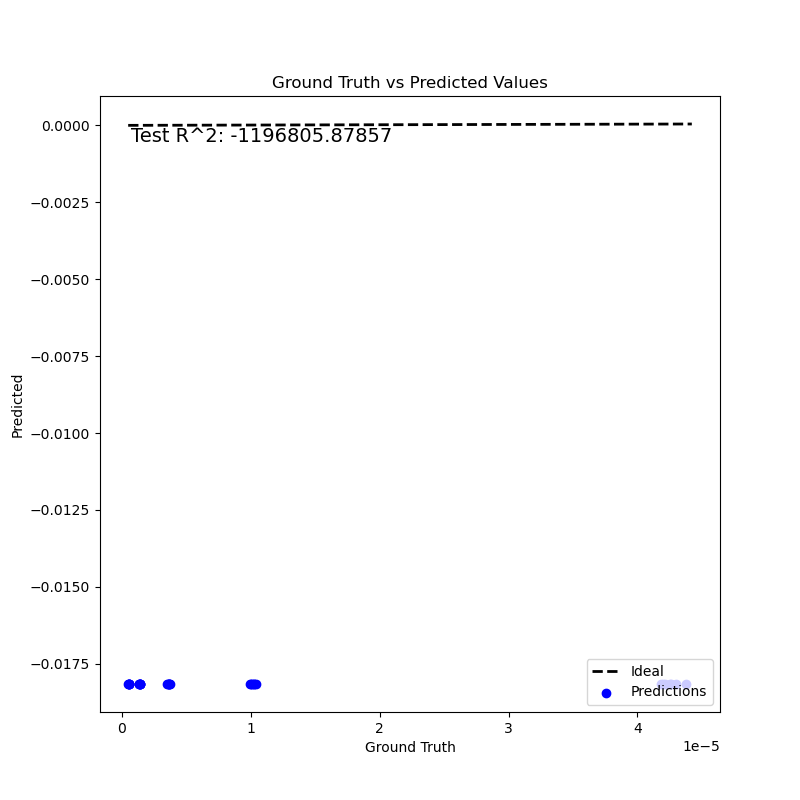 Ground Truth vs Predicted Values
0.0000
Test R^2: -1196805.87857
−0.0025
−0.0050
−0.0075
−0.0100
−0.0125
−0.0150
−0.0175
Predicted
Ideal
Predictions
0 1 2 3 4
1e−5
Ground Truth